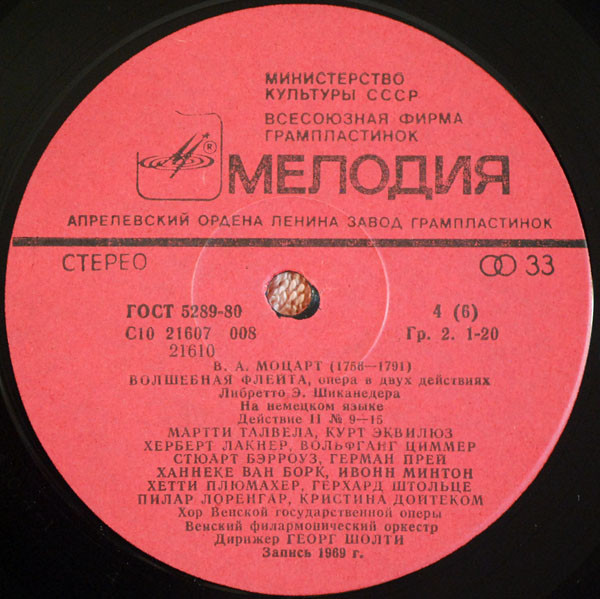 МИНИСТЕРСТВО
КУЛЬТУРЫ СССР
ВСЕСОЮЗНАЯ ФИРМА
ГРАМПЛАСТИНОК
®
МЕЛОДИЯ
АПРЕЛЕВСКИЙ ОРДЕНА ЛЕНИНА ЗАВОД ГРАМПЛАСТИНОК
СТЕРЕО 33
ГОСТ 5289-80 4 (6)
С10 21607 008 Гр. 2. 1-20
21610
В. А. МОЦАРТ (1756—1791)
ВОЛШЕБНАЯ ФЛЕЙТА, опера в двух действиях
Либретто Э. Шиканедера
На немецком языке
Действие II № 9—15
МАРТТИ ТАЛВЕЛА, КУРТ ЭКВИЛЮЗ
ХЕРБЕРТ ЛАКНЕР, ВОЛЬФГАНГ ЦИММЕР
СТЮАРТ БЭРРОУЗ, ГЕРМАН ПРЕЙ
ХАННЕКЕ ВАН БОРК, ИВОНН МИНТОН
ХЕТТИ ПЛЮМАХЕР, ГЕРХАРД ШТОЛЬЦЕ
ПИЛАР ЛОРЕНГАР, КРИСТИНА ДОЙТЕКОМ
Хор Венской государственной оперы
Венский филармонический оркестр
Дирижер ГЕОРГ ШОЛТИ
Запись 1969 г.